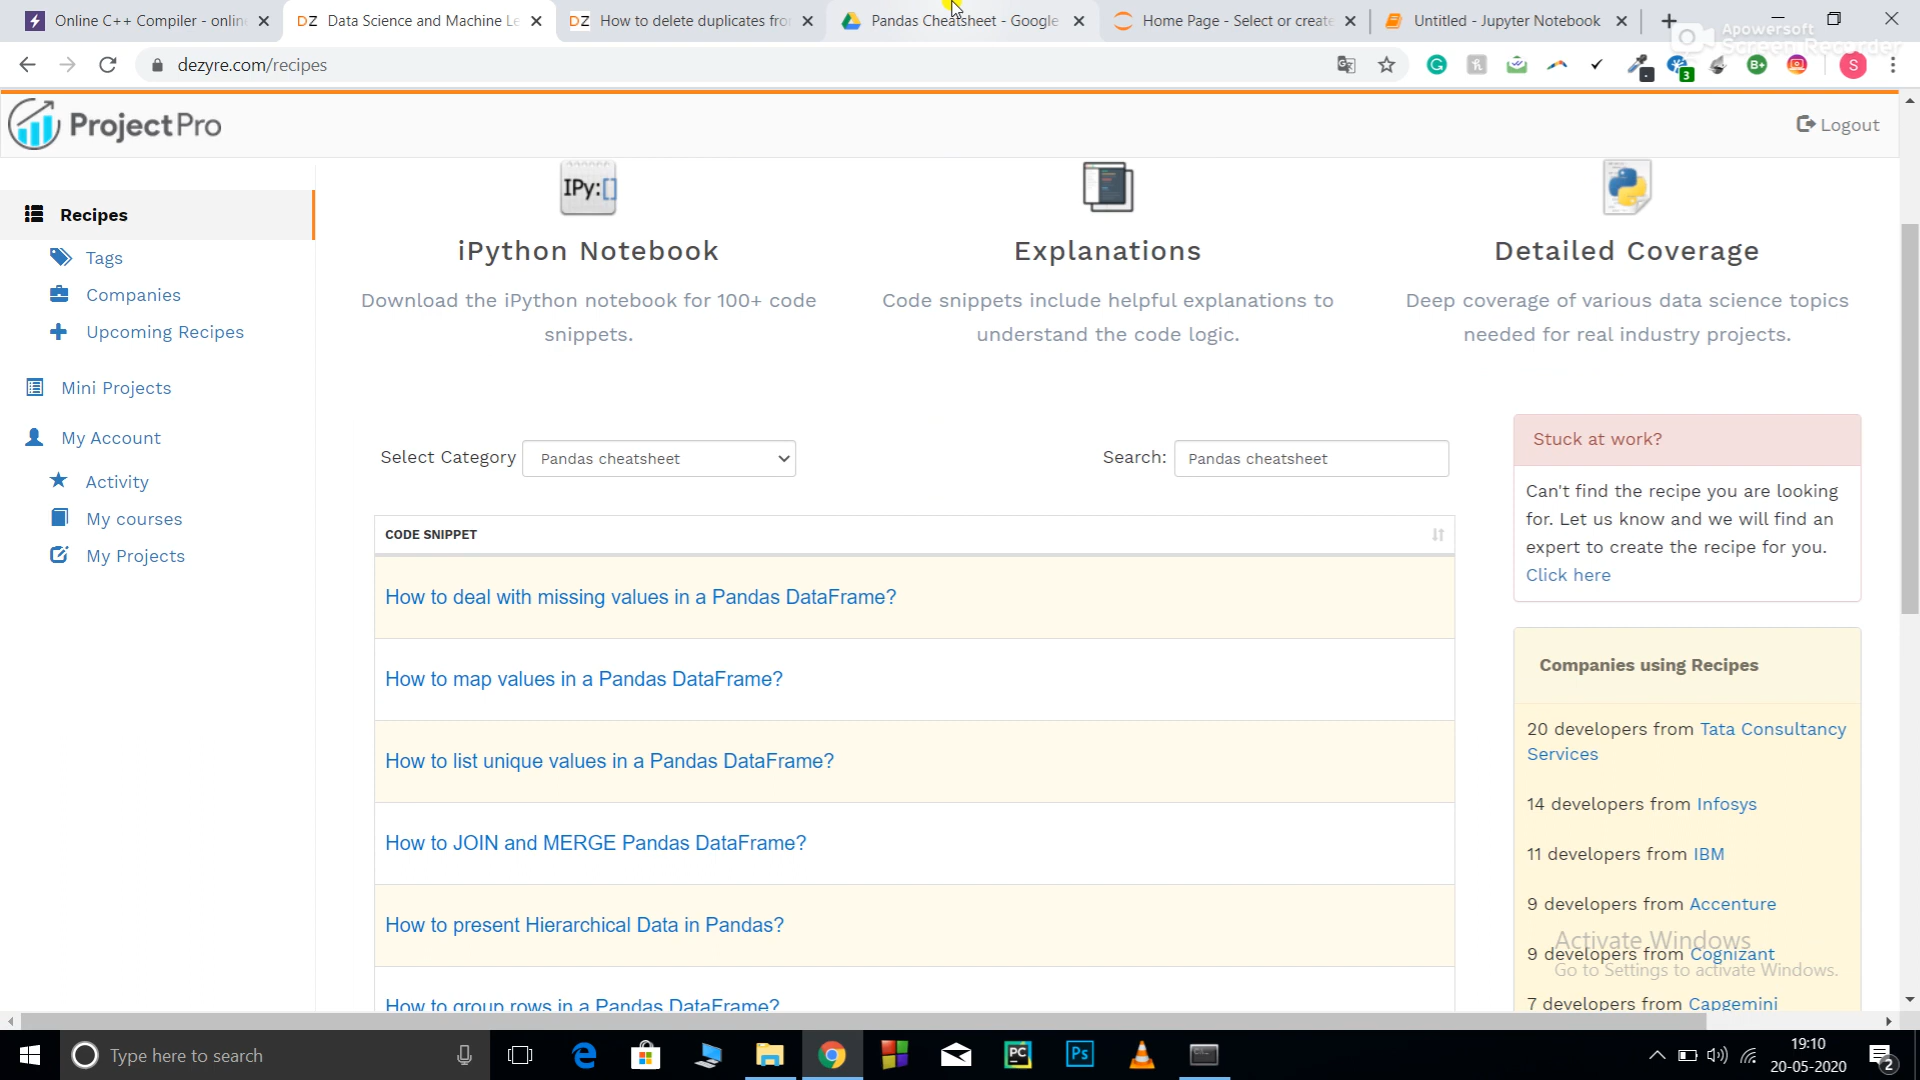 Online C++ Compiler - onlin
Data Science and Machine Le
How to delete duplicates fro
Pandas Cheatsheet - Google
Home Page - Select or create
Untitled - Jupyter Notebook
Apowersoft
Screen Recorder
dezyre.com/recipes
3
B+
S
ProjectPro
Logout
IPy:[]
Recipes
Tags
Companies
Upcoming Recipes
Mini Projects
My Account
Activity
My courses
My Projects
iPython Notebook
Download the iPython notebook for 100+ code
snippets.
Explanations
Code snippets include helpful explanations to
understand the code logic.
Detailed Coverage
Deep coverage of various data science topics
needed for real industry projects.
Select Category
Pandas cheatsheet
Search:
Pandas cheatsheet
CODE SNIPPET
How to deal with missing values in a Pandas DataFrame?
How to map values in a Pandas DataFrame?
How to list unique values in a Pandas DataFrame?
How to JOIN and MERGE Pandas DataFrame?
How to present Hierarchical Data in Pandas?
How to group rows in a Pandas DataFrame?
Stuck at work?
Can't find the recipe you are looking
for. Let us know and we will find an
expert to create the recipe for you.
Click here
Companies using Recipes
20 developers from Tata Consultancy
Services
14 developers from Infosys
11 developers from IBM
9 developers from Accenture
9 developers from Cognizant
7 developers from Capgemini
Activate Windows
Go to Settings to activate Windows.
Type here to search
PC
Ps
19:10
20-05-2020
2